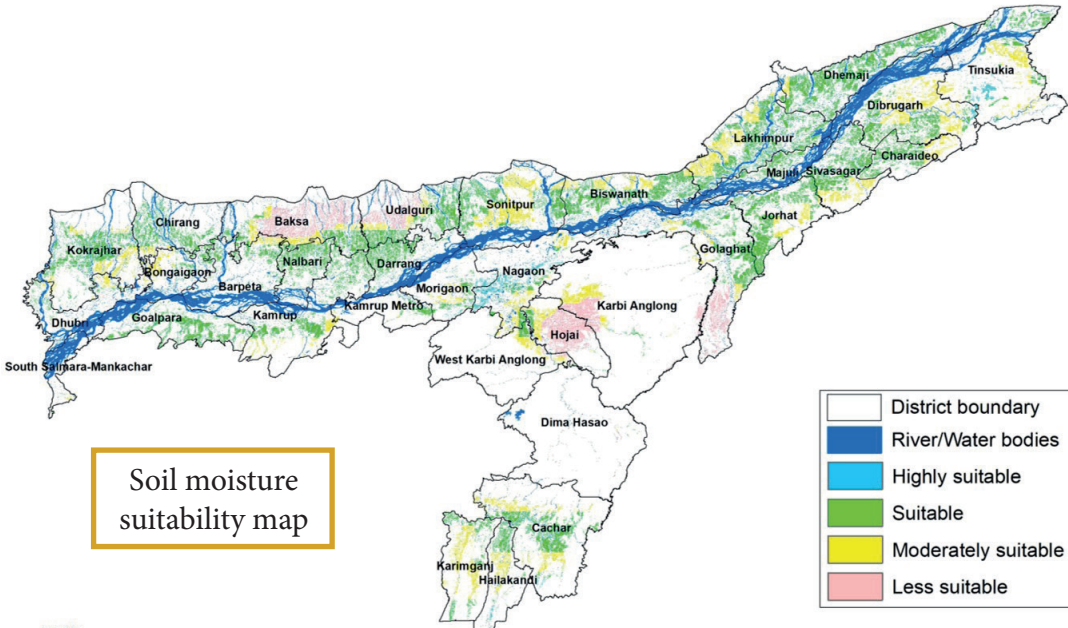 Dhemaji
Tinsukia
Dibrugarh
Lakhimpur
Charaideo
Majuli
Sivasagar
Biswanath
Udalguri
Sonitpur
Jorhat
Baksa
Chirang
Kokrajhar
Golaghat
Nalbari
Darrang
Bongaigaon
Nagaon
Barpeta
Morigaon
Kamrup Metro
Karbi Anglong
Dhubri
Goalpara
Kamrup
Hojai
West Karbi Anglong
South Salmara-Mankachar
Dima Hasao
Cachar
Karimganj
Hailakandi
Soil moisture
suitability map
District boundary
River/Water bodies
Highly suitable
Suitable
Moderately suitable
Less suitable